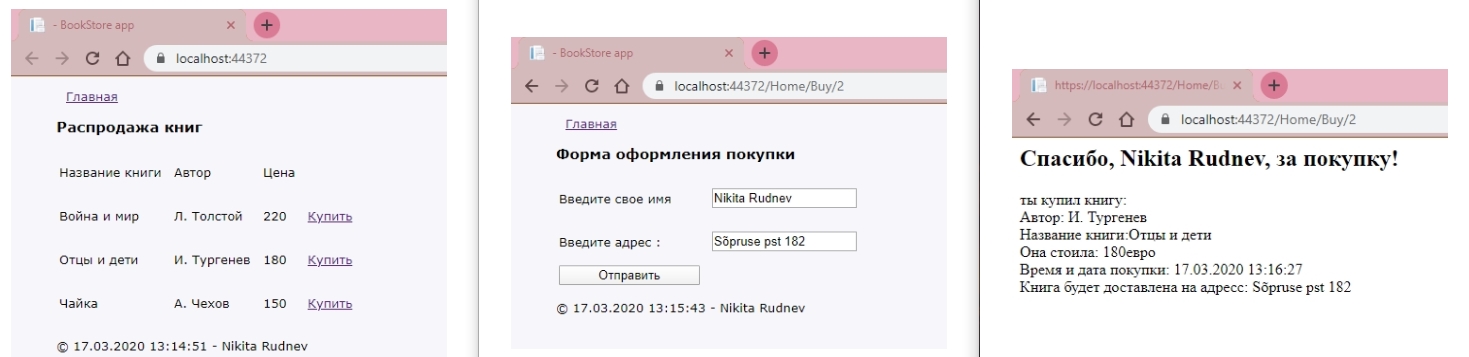 - BookStore app
localhost:44372
Главная
Распродажа книг
Название книги Автор Цена
Война и мир Л. Толстой 220 Купить
Отцы и дети И. Тургенев 180 Купить
Чайка А. Чехов 150 Купить
© 17.03.2020 13:14:51 - Nikita Rudnev
- BookStore app
localhost:44372/Home/Buy/2
Главная
Форма оформления покупки
Введите свое имя Nikita Rudnev
Введите адрес : Sõpruse pst 182
Отправить
© 17.03.2020 13:15:43 - Nikita Rudnev
https://localhost:44372/Home/Bu
localhost:44372/Home/Buy/2
Спасибо, Nikita Rudnev, за покупку!
ты купил книгу:
Автор: И. Тургенев
Название книги:Отцы и дети
Она стоила: 180евро
Время и дата покупки: 17.03.2020 13:16:27
Книга будет доставлена на адресс: Sõpruse pst 182